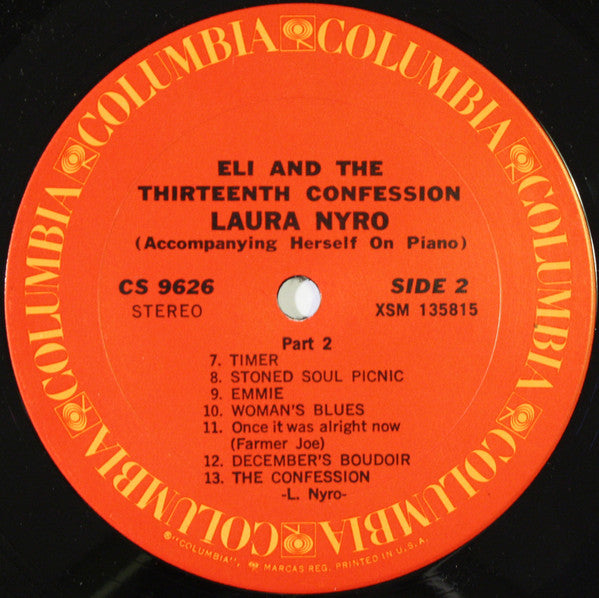 COLUMBIA COLUMBIA COLUMBIA COLUMBIA COLUMBIA COLUMBIA
ELI AND THE
THIRTEENTH CONFESSION
LAURA NYRO
(Accompanying Herself On Piano)
CS 9626
STEREO
SIDE 2
XSM 135815
Part 2
7. TIMER
8. STONED SOUL PICNIC
9. EMMIE
10. WOMAN'S BLUES
11. Once it was alright now
(Farmer Joe)
12. DECEMBER'S BOUDOIR
13. THE CONFESSION
-L. Nyro-
©"COLUMBIA", MARCAS REG. PRINTED IN U.S.A.